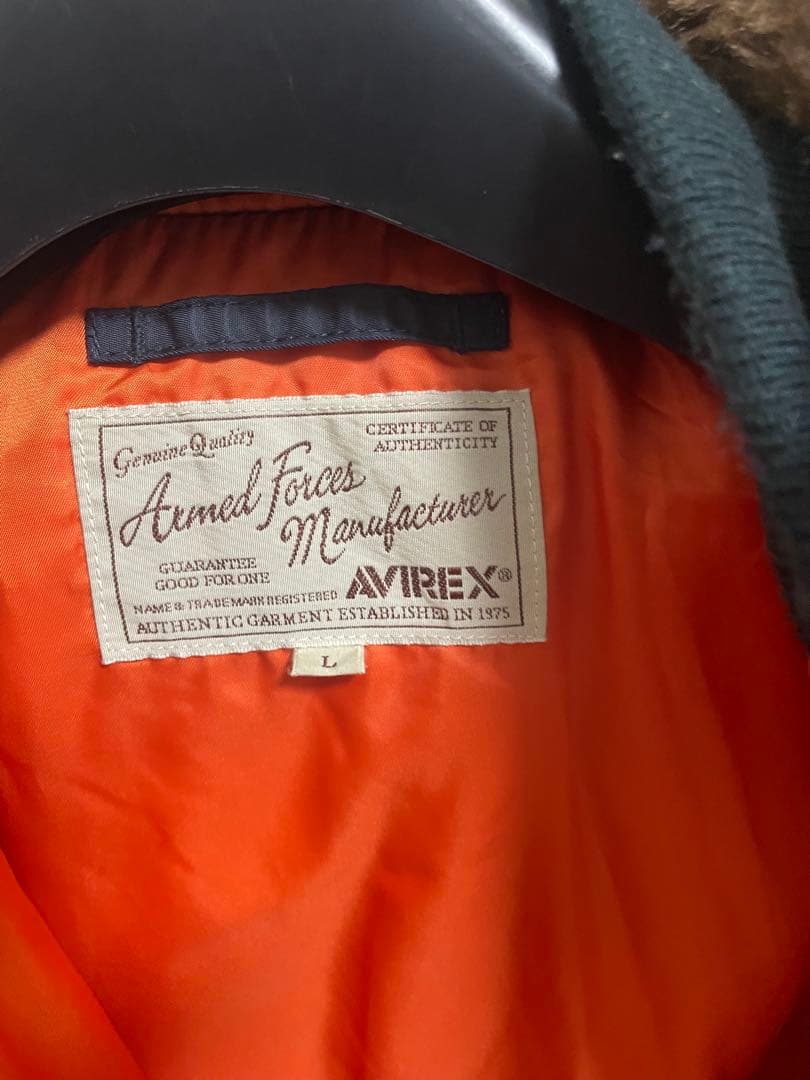 Genuine Quality
CERTIFICATE OF
AUTHENTICITY
Armed Forces
Manufacturer
GUARANTEE
GOOD FOR ONE
AVIREX®
NAME & TRADEMARK REGISTERED
AUTHENTIC GARMENT ESTABLISHED IN 1975
L